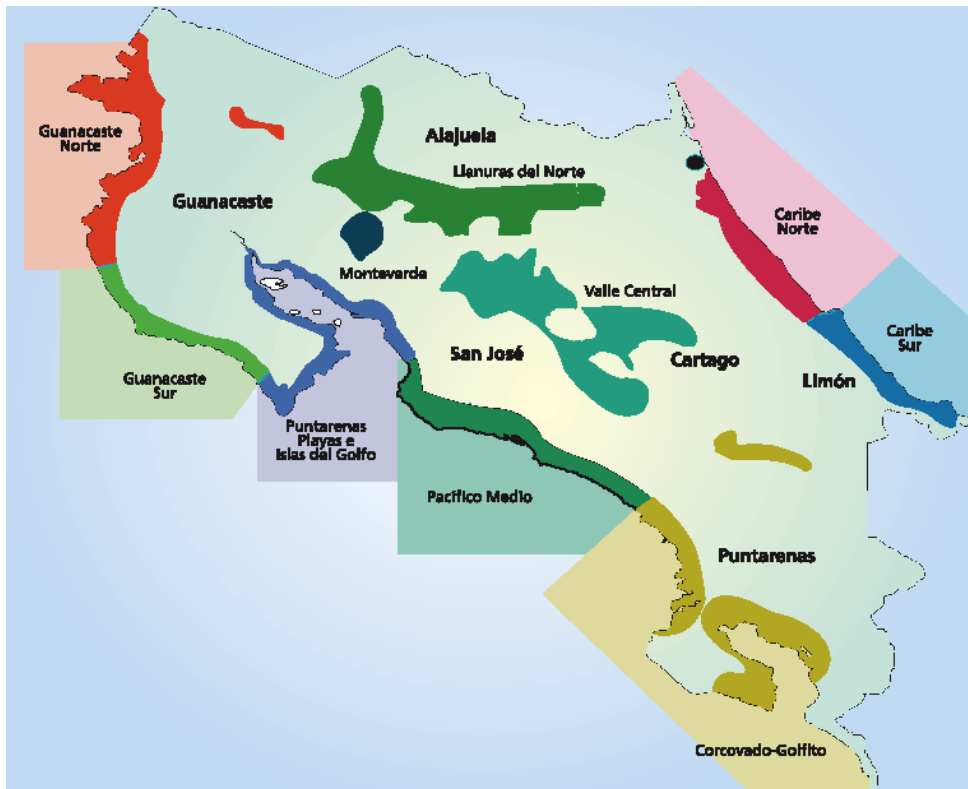 Guanacaste
Norte
Alajuela
Llanuras del Norte
Guanacaste
Caribe
Norte
Monteverde
Valle Central
San José
Cartago
Caribe
Sur
Limón
Guanacaste
Sur
Puntarenas
Playas e
Islas del Golfo
Pacífico Medio
Puntarenas
Corcovado-Golfito